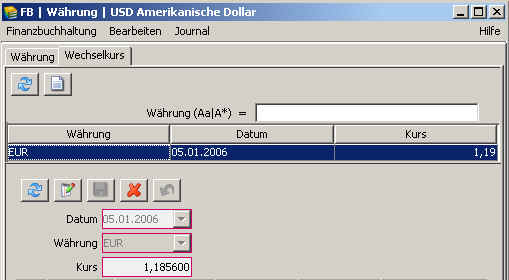 FB | Währung | USD Amerikanische Dollar
Finanzbuchhaltung Bearbeiten Journal Hilfe
Währung Wechselkurs
Währung (Aa|A*) =
Währung Datum Kurs
EUR 05.01.2006 1,19
Datum 05.01.2006
Währung EUR
Kurs 1,185600